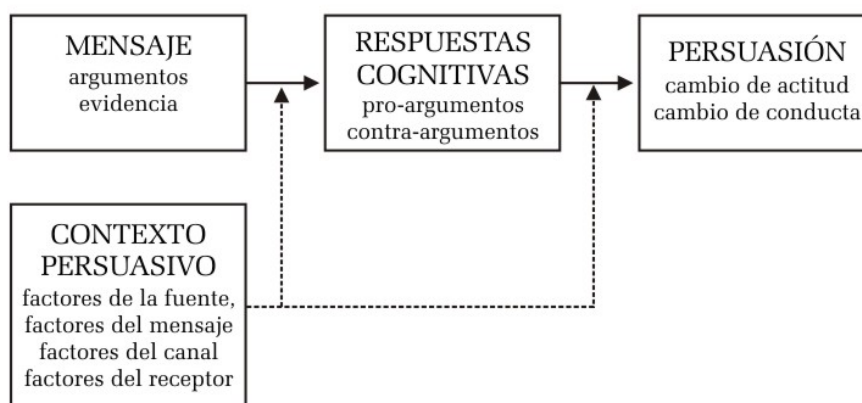 MENSAJE
argumentos
evidencia
RESPUESTAS
COGNITIVAS
pro-argumentos
contra-argumentos
PERSUASIÓN
cambio de actitud
cambio de conducta
CONTEXTO
PERSUASIVO
factores de la fuente,
factores del mensaje
factores del canal
factores del receptor